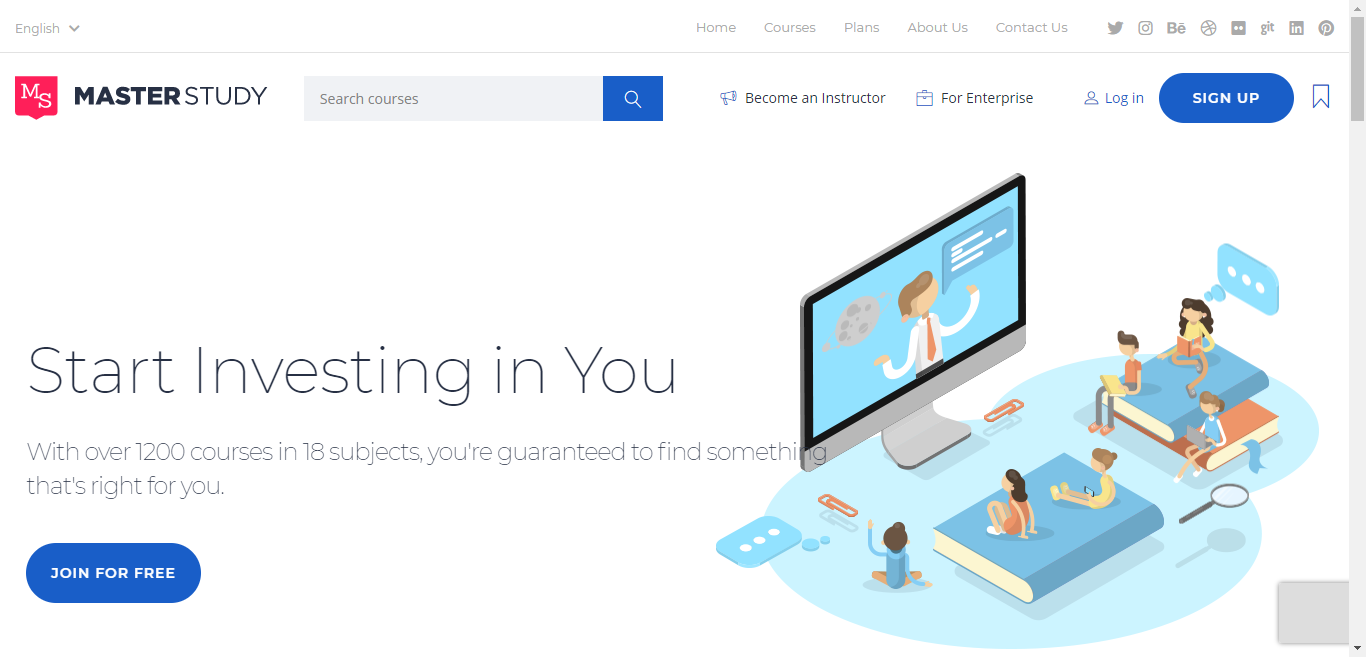 English
Home Courses Plans About Us Contact Us Bē git in
MS MASTERSTUDY Search courses Become an Instructor For Enterprise Log in SIGN UP
Start Investing in You
With over 1200 courses in 18 subjects, you're guaranteed to find something
that's right for you.
JOIN FOR FREE